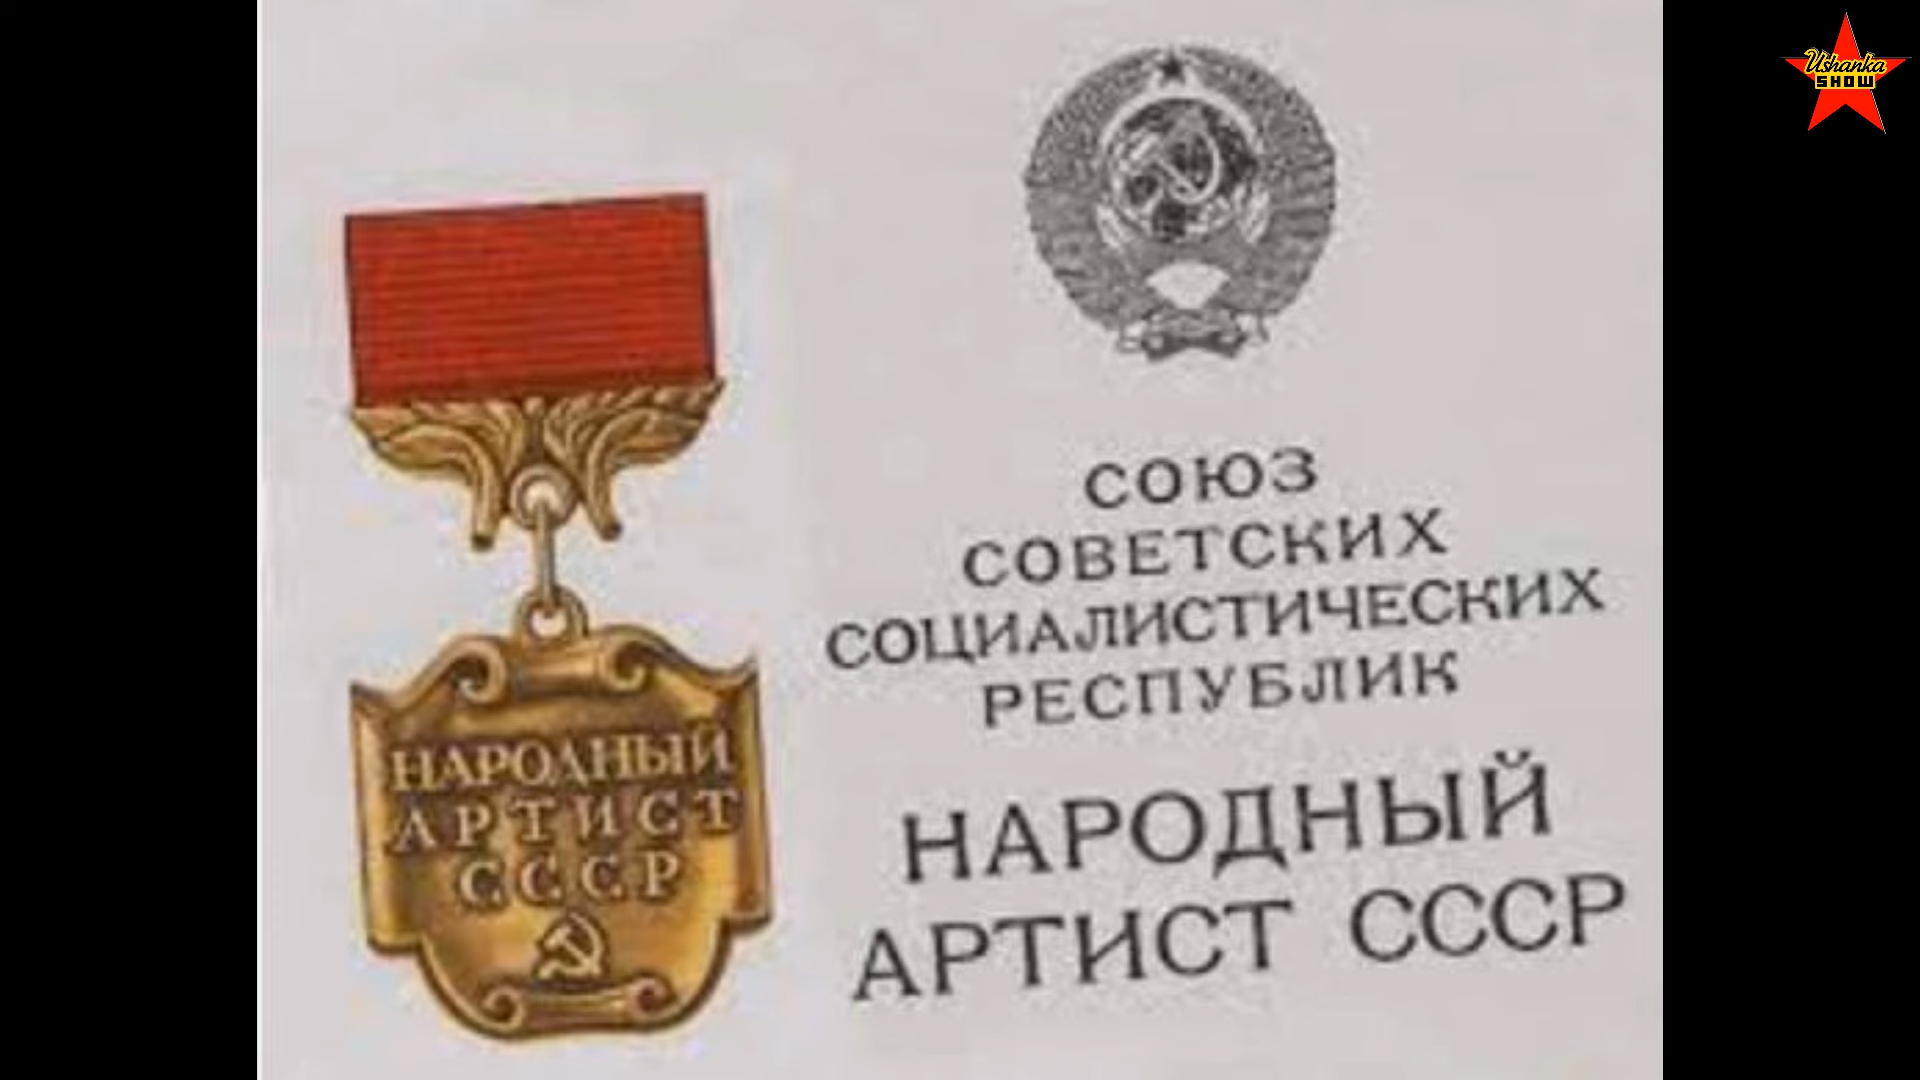 Ushanka
SHOW
НАРОДНЫЙ
АРТИСТ
СССР
СОЮЗ
СОВЕТСКИХ
СОЦИАЛИСТИЧЕСКИХ
РЕСПУБЛИК
НАРОДНЫЙ
АРТИСТ СССР